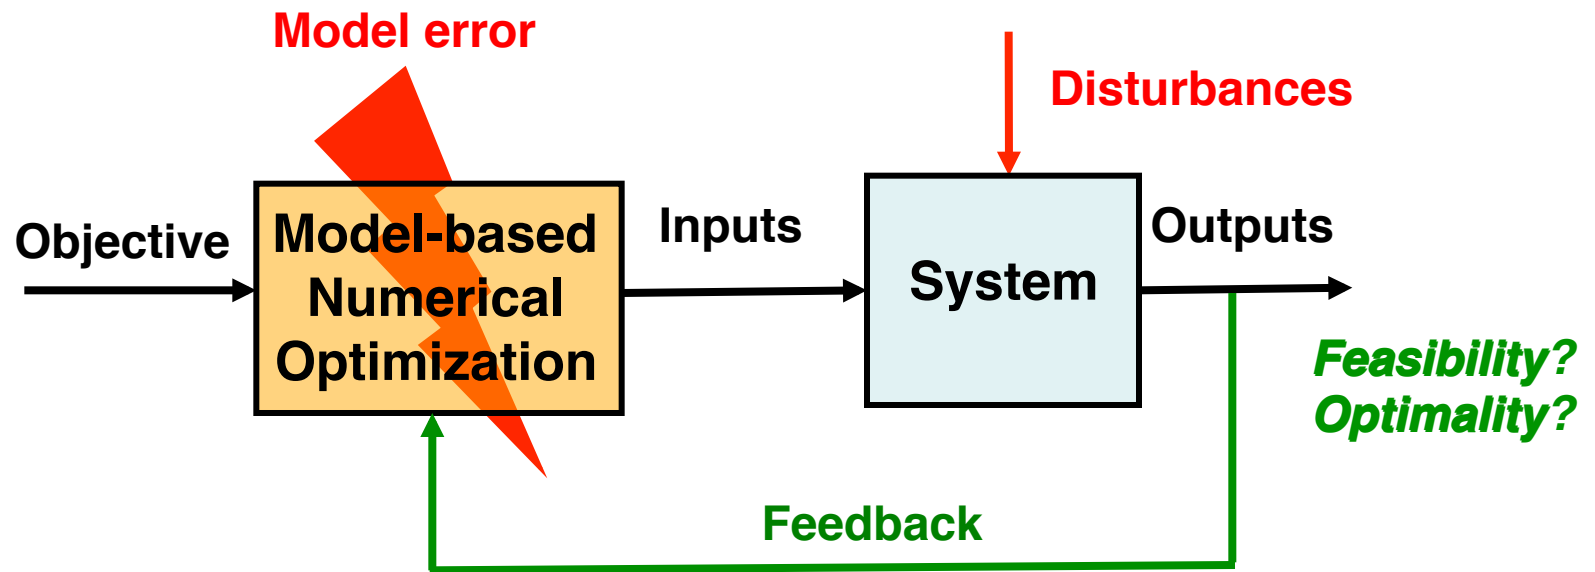 Model error
Disturbances
Objective
Model-based
Numerical
Optimization
Inputs
System
Outputs
Feasibility?
Optimality?
Feedback